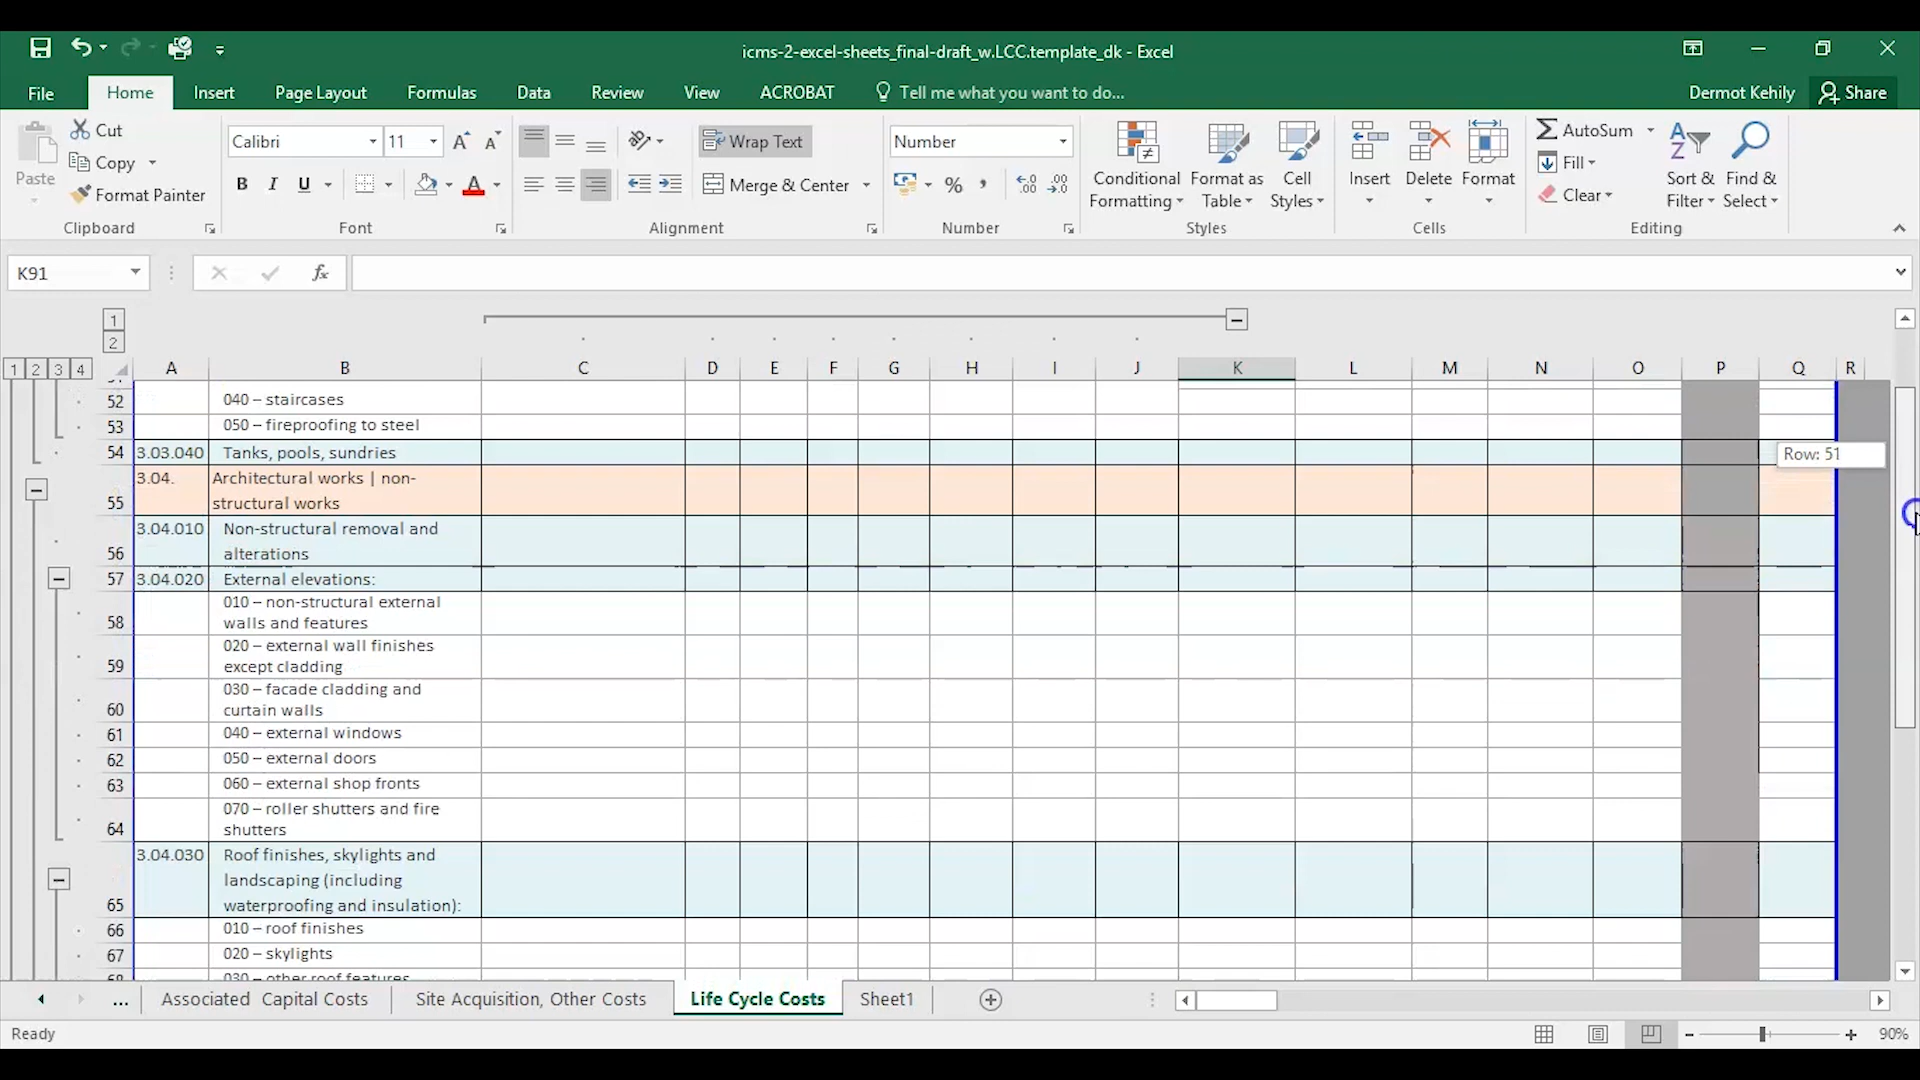 icms-2-excel-sheets_final-draft_w.LCC.template_dk - Excel
File Home Insert Page Layout Formulas Data Review View ACROBAT Tell me what you want to do... Dermot Kehily Share
Paste
Cut
Copy
Format Painter
Clipboard
Calibri 11
B I U
Font
Wrap Text
Merge & Center
Alignment
Number
%
Number
Conditional Formatting
Format as Table
Cell Styles
Styles
Insert Delete Format
Cells
AutoSum
Fill
Clear
Sort & Filter
Find & Select
Editing
K91 fx
1
2
1 2 3 4 A B C D E F G H I J K L M N O P Q R
52 040 – staircases
53 050 – fireproofing to steel
54 3.03.040 Tanks, pools, sundries
Row: 51
3.04. Architectural works | non-
55 structural works
3.04.010 Non-structural removal and
56 alterations
57 3.04.020 External elevations:
010 – non-structural external
58 walls and features
020 – external wall finishes
59 except cladding
030 – facade cladding and
60 curtain walls
61 040 – external windows
62 050 – external doors
63 060 – external shop fronts
070 – roller shutters and fire
64 shutters
3.04.030 Roof finishes, skylights and
landscaping (including
65 waterproofing and insulation):
66 010 – roof finishes
67 020 – skylights
68 030 – other roof features
... Associated Capital Costs Site Acquisition, Other Costs Life Cycle Costs Sheet1
Ready 90%